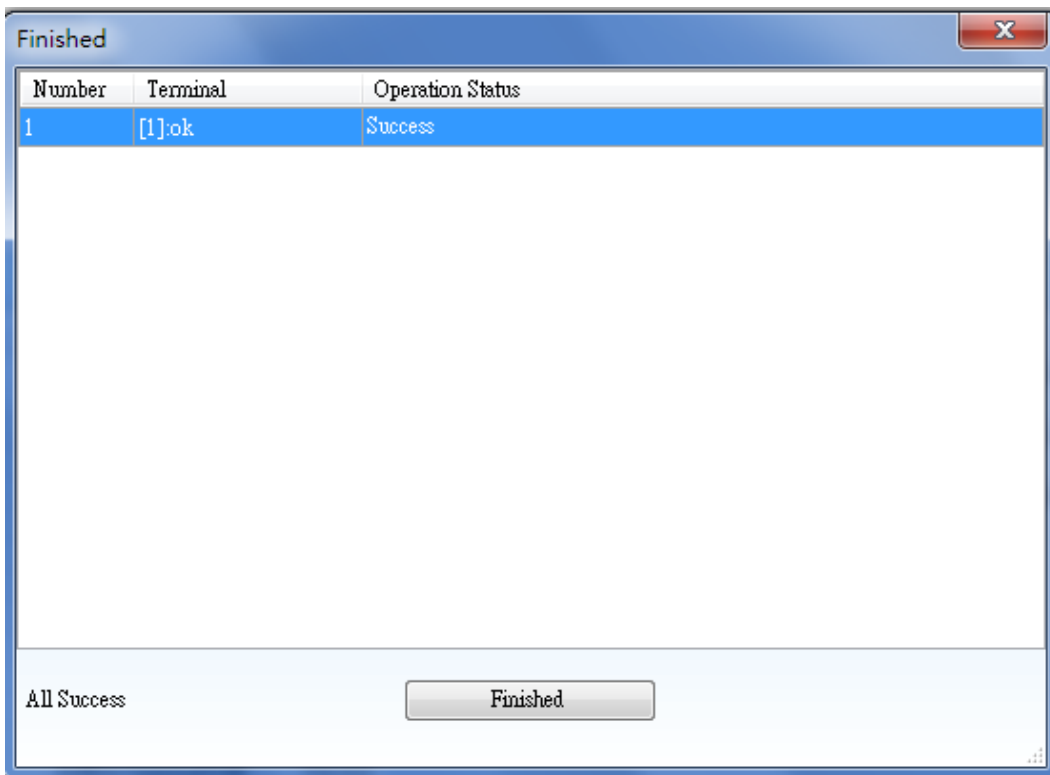 Finished
Number Terminal Operation Status
1 [1]:ok Success
All Success Finished